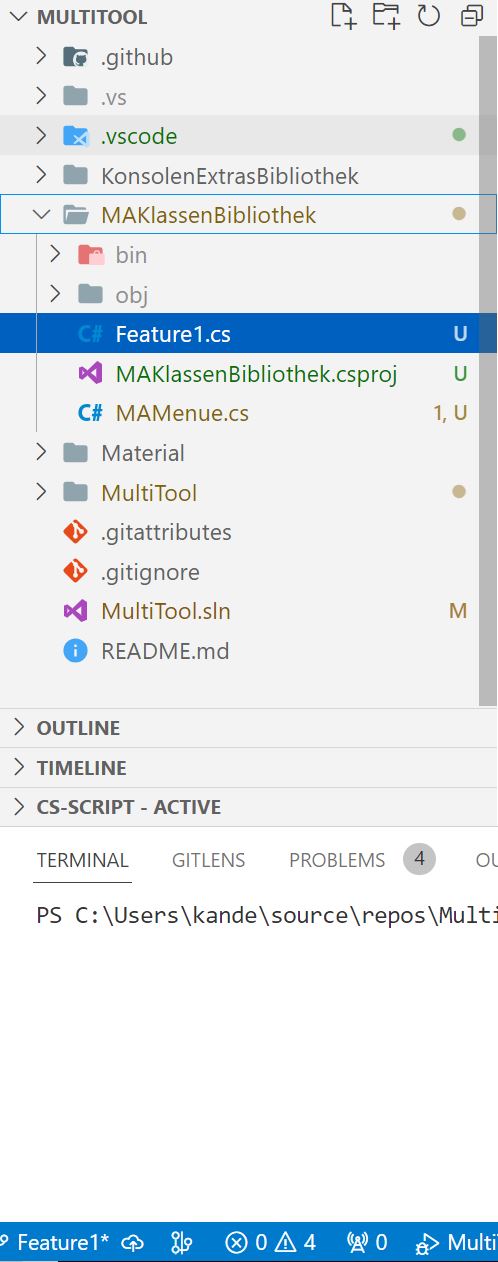 MULTITOOL
.github
.vs
.vscode
KonsolenExtrasBibliothek
MAKlassenBibliothek
bin
obj
C# Feature1.cs U
MAKlassenBibliothek.csproj U
C# MAMenue.cs 1, U
Material
MultiTool
.gitattributes
.gitignore
MultiTool.sln M
README.md
OUTLINE
TIMELINE
CS-SCRIPT - ACTIVE
TERMINAL GITLENS PROBLEMS 4 OU
PS C:\Users\kande\source\repos\Multi
Feature1* 0 4 0 Multi